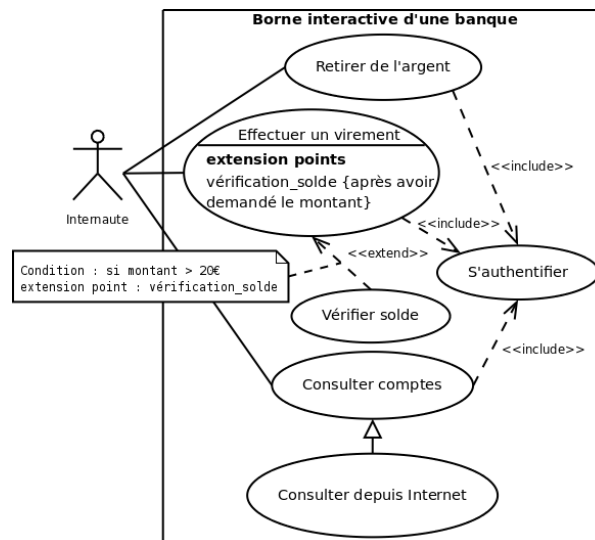 Borne interactive d'une banque
Retirer de l'argent
Effectuer un virement
extension points
vérification_solde {après avoir
demandé le montant}
<<include>>
Internaute
<<include>>
<<extend>>
Condition : si montant > 20€
extension point : vérification_solde
S'authentifier
Vérifier solde
<<include>>
Consulter comptes
Consulter depuis Internet